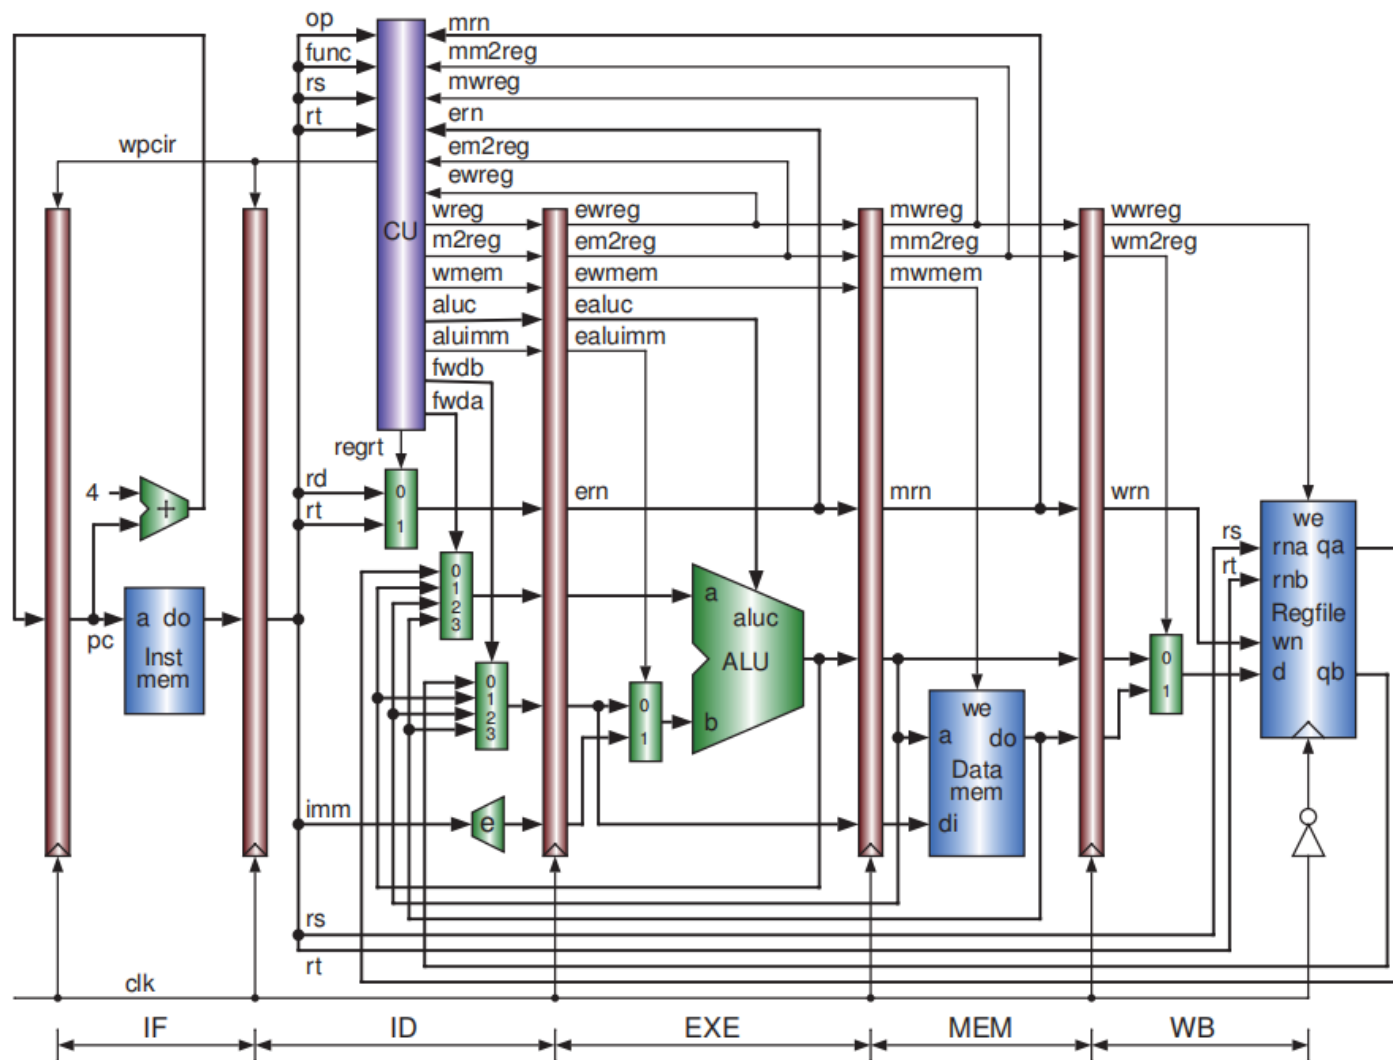 op
func
rs
rt
mrn
mm2reg
mwreg
ern
em2reg
ewreg
wpcir
CU
wreg
m2reg
wmem
aluc
aluimm
fwdb
fwda
regrt
ewreg
em2reg
ewmem
ealuc
ealuimm
mwreg
mm2reg
mwmem
wwreg
wm2reg
4
+
pc
a do
Inst
mem
rd
rt
0
1
ern
mrn
wrn
0
1
2
3
0
1
2
3
imm
e
0
1
a
aluc
ALU
b
we
a do
Data
mem
di
0
1
rs
rt
we
rna qa
rnb
Regfile
wn
d qb
rs
rt
clk
IF
ID
EXE
MEM
WB